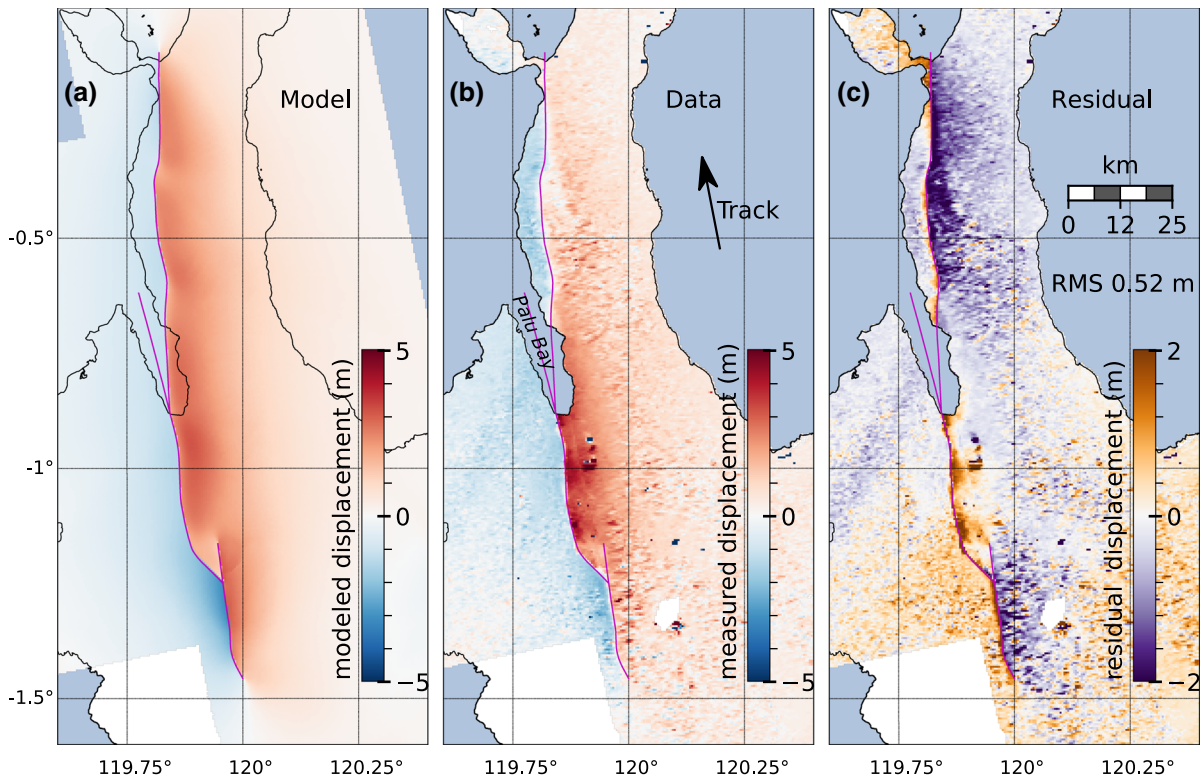 (a)
Model
(b)
Data
(c)
Residual
km
0 12 25
Track
-0.5°
RMS 0.52 m
Palu Bay
5
0
−5
modeled displacement (m)
5
0
−5
measured displacement (m)
2
0
−2
residual displacement (m)
-1°
-1.5°
119.75° 120° 120.25°
119.75° 120° 120.25°
119.75° 120° 120.25°